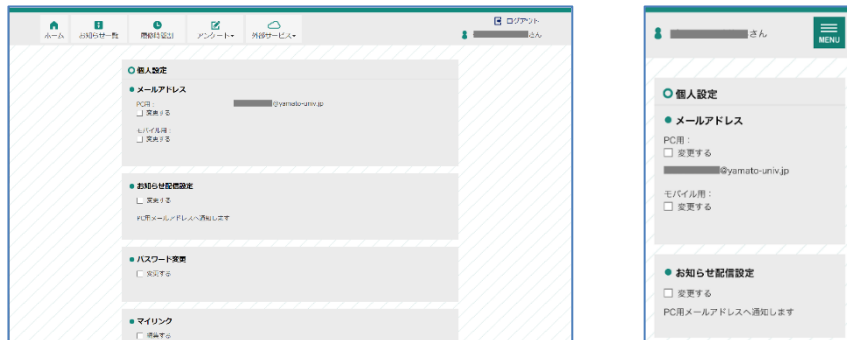 ホーム お知らせ一覧 履修時間割 アンケート▾ 外部サービス▾
ログアウト
さん
個人設定
メールアドレス
PC用：
@yamato-univ.jp
変更する
モバイル用：
変更する
お知らせ配信設定
変更する
PC用メールアドレスへ通知します
パスワード変更
変更する
マイリンク
さん
MENU
個人設定
メールアドレス
PC用：
変更する
@yamato-univ.jp
モバイル用：
変更する
お知らせ配信設定
変更する
PC用メールアドレスへ通知します